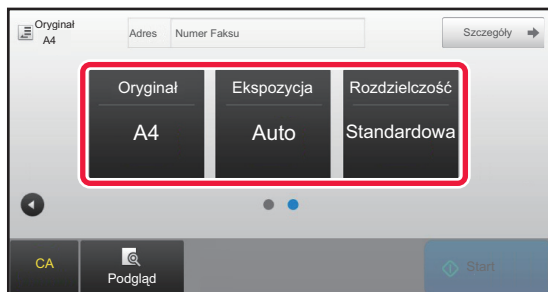 Oryginał
A4
Adres Numer Faksu
Szczegóły
Oryginał
Ekspozycja
Rozdzielczość
A4
Auto
Standardowa
CA
Podgląd
Start